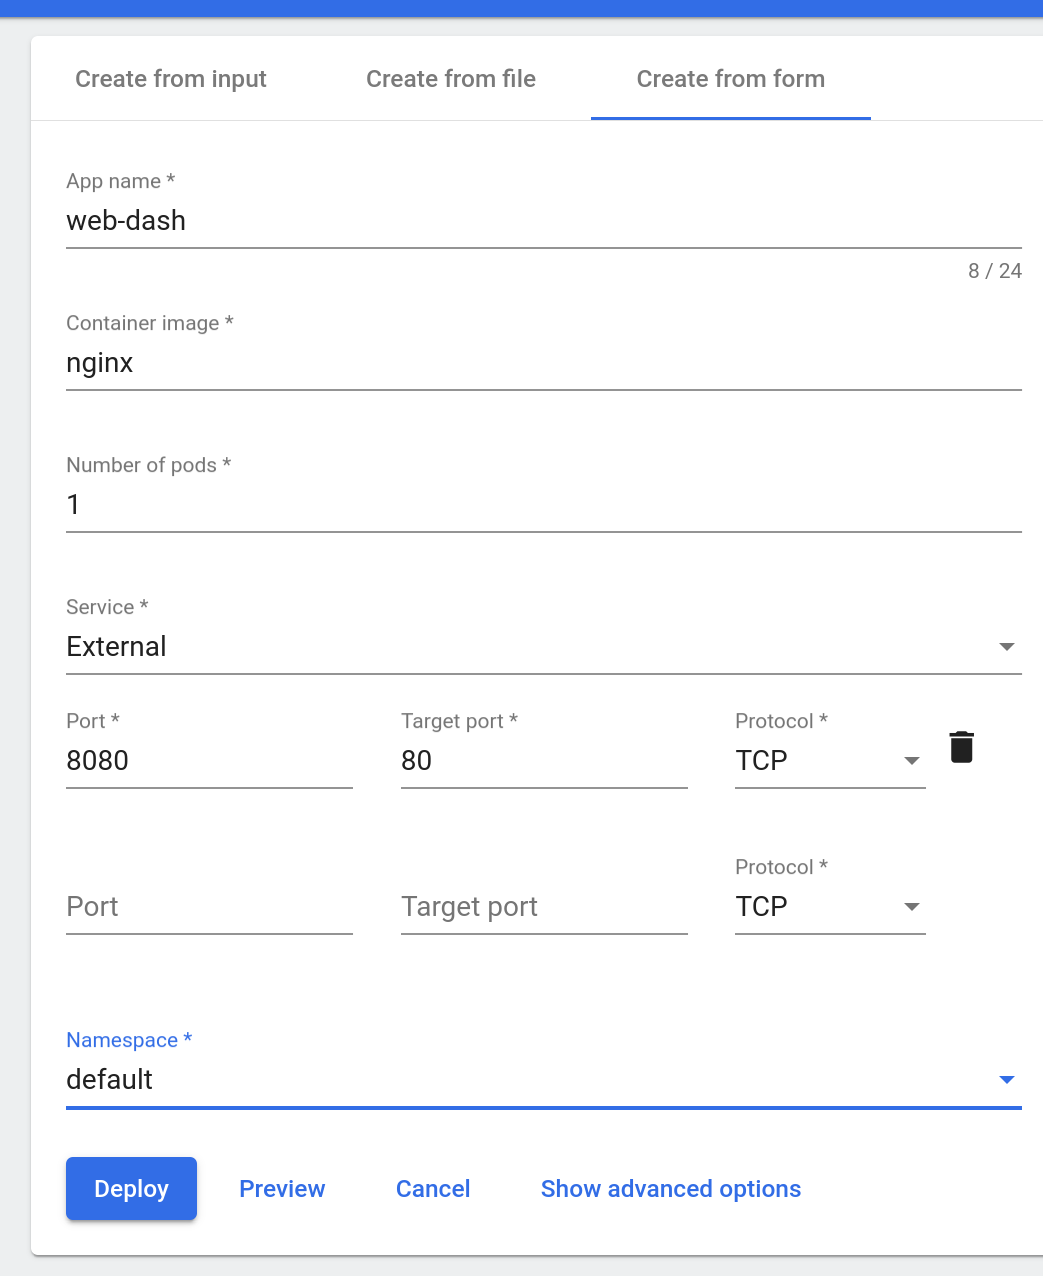 Create from input Create from file Create from form
App name *
web-dash
8 / 24
Container image *
nginx
Number of pods *
1
Service *
External
Port * Target port * Protocol *
8080 80 TCP
Protocol *
Port Target port TCP
Namespace *
default
Deploy Preview Cancel Show advanced options